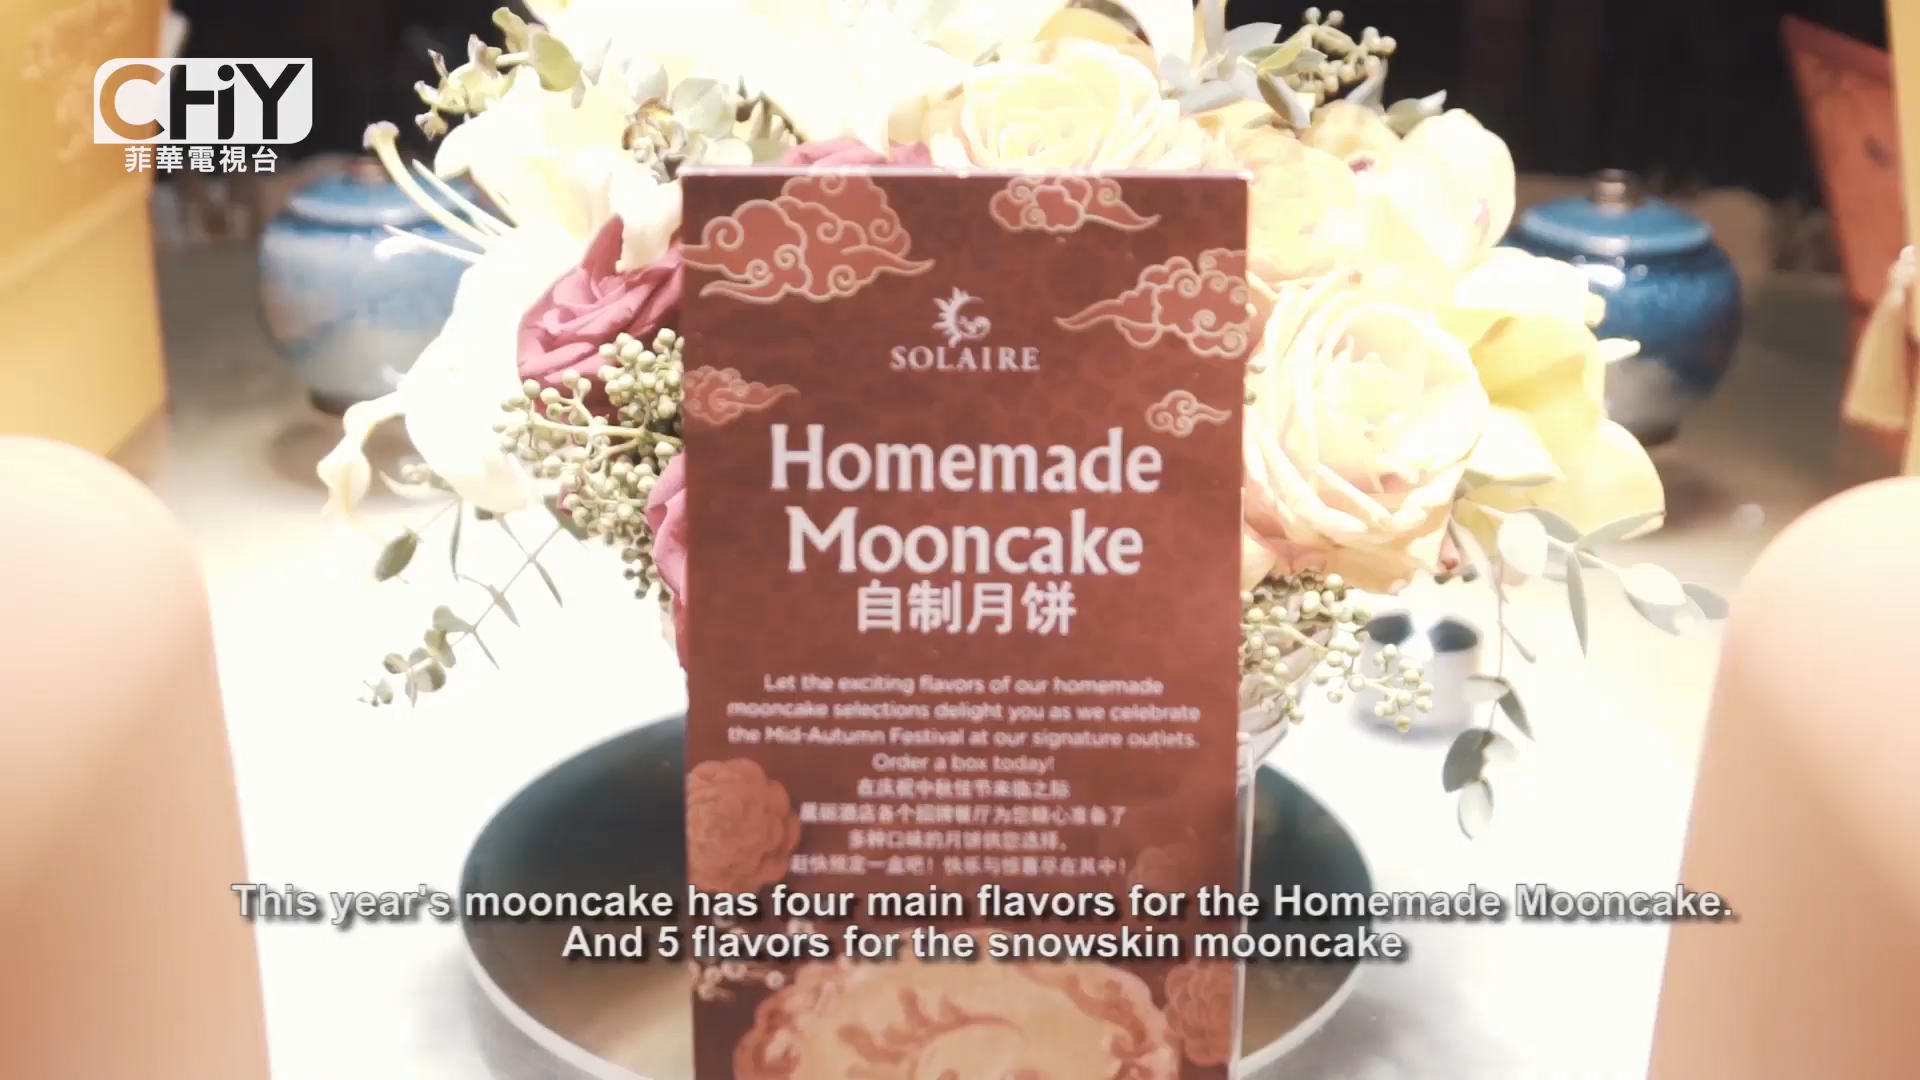 CHiY
菲華電視台
SOLAIRE
Homemade
Mooncake
自制月饼
Let the exciting flavors of our homemade
mooncake selections delight you as we celebrate
the Mid-Autumn Festival at our signature outlets.
Order a box today!
在庆祝中秋佳节来临之际
晨丽酒店各个招牌餐厅为您精心准备了
多种口味的月饼供您选择。
赶快预定一盒吧！快乐与惊喜尽在其中！
This year's mooncake has four main flavors for the Homemade Mooncake.
And 5 flavors for the snowskin mooncake